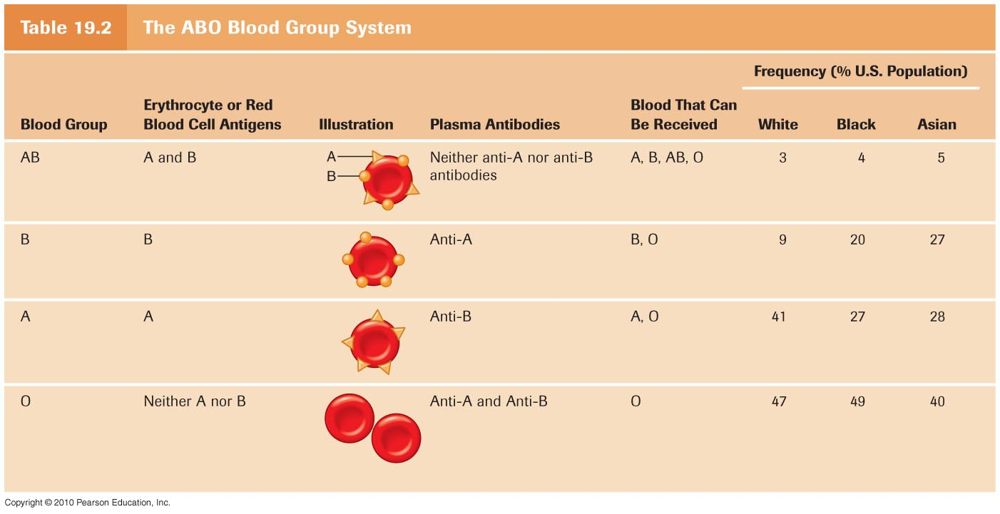 Table 19.2 The ABO Blood Group System
Frequency (% U.S. Population)
Blood Group Erythrocyte or Red Blood Cell Antigens Illustration Plasma Antibodies Blood That Can Be Received White Black Asian
AB A and B A B Neither anti-A nor anti-B antibodies A, B, AB, O 3 4 5
B B Anti-A B, O 9 20 27
A A Anti-B A, O 41 27 28
O Neither A nor B Anti-A and Anti-B O 47 49 40
Copyright © 2010 Pearson Education, Inc.